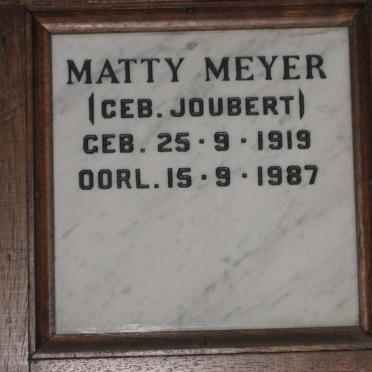 MATTY MEYER
(GEB. JOUBERT)
GEB. 25·9·1919
OORL. 15·9·1987